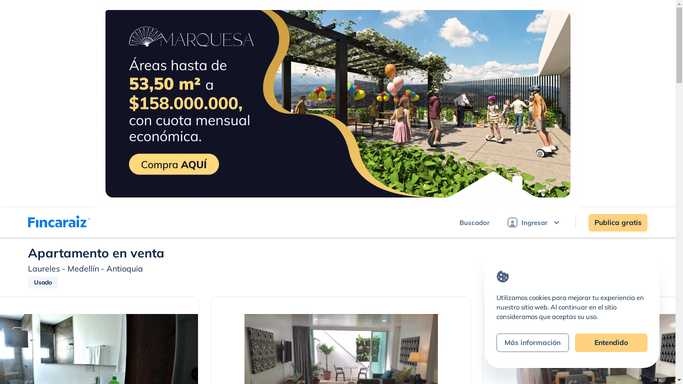 MARQUESA
Áreas hasta de
53,50 m² a
$158.000.000,
con cuota mensual
económica.
Compra AQUÍ
Fincaraiz
Buscador
Ingresar
Publica gratis
Apartamento en venta
Laureles - Medellín - Antioquia
Usado
Utilizamos cookies para mejorar tu experiencia en
nuestro sitio web. Al continuar en el sitio
consideramos que aceptas su uso.
Más información
Entendido